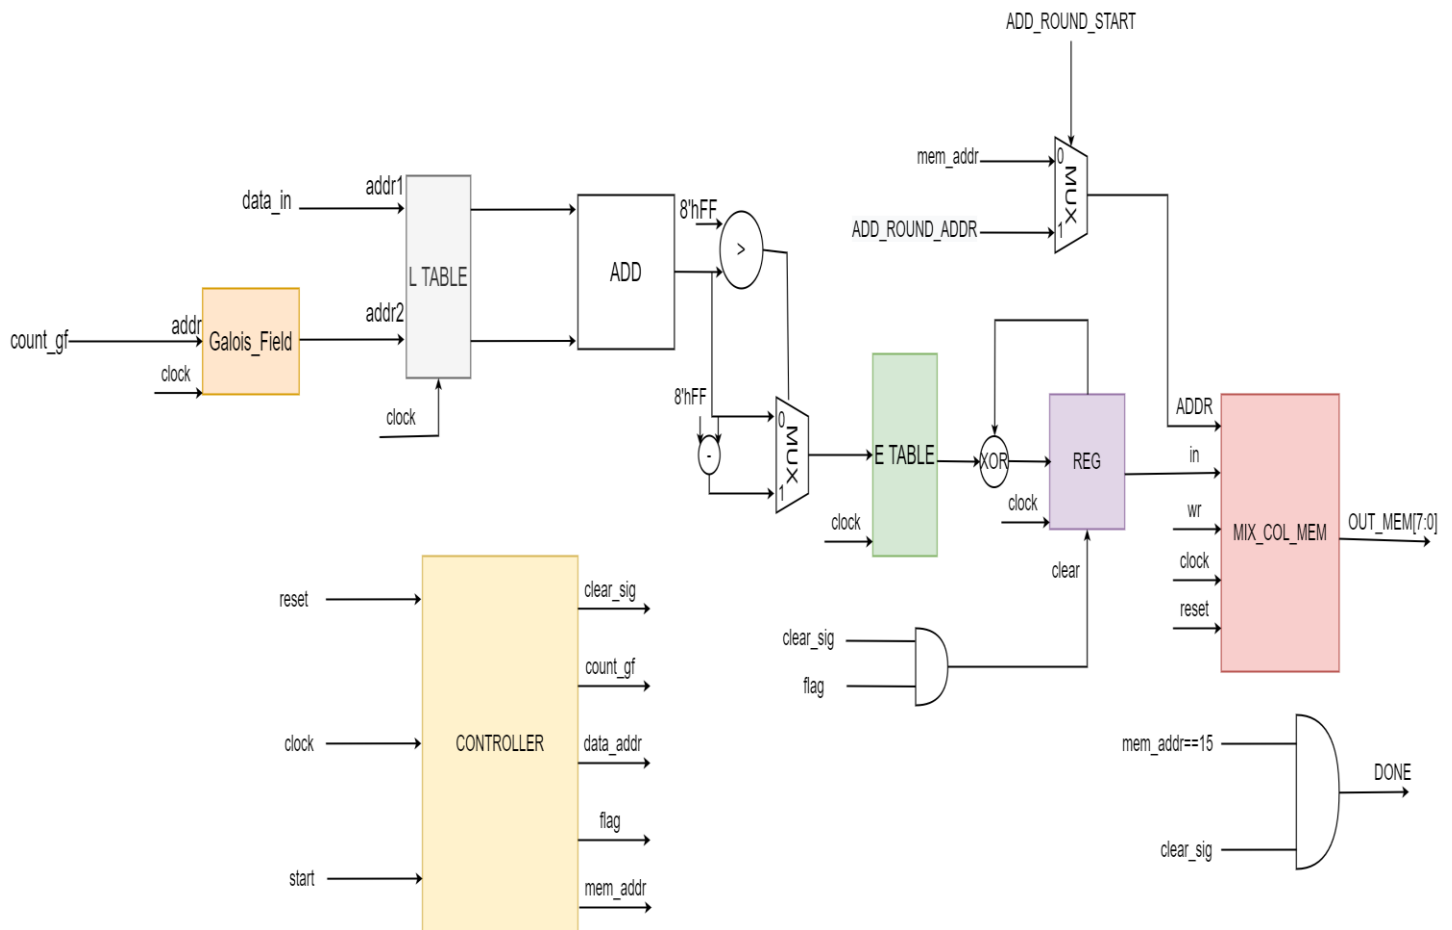 ADD_ROUND_START
mem_addr
0
MUX
ADD_ROUND_ADDR
1
data_in
addr1
L TABLE
addr2
count_gf
addr
Galois_Field
clock
clock
ADD
8'hFF
>
8'hFF
-
0
MUX
1
E TABLE
clock
XOR
REG
clock
clear
ADDR
in
wr
clock
reset
MIX_COL_MEM
OUT_MEM[7:0]
clear_sig
flag
reset
clock
start
CONTROLLER
clear_sig
count_gf
data_addr
flag
mem_addr
mem_addr==15
clear_sig
DONE